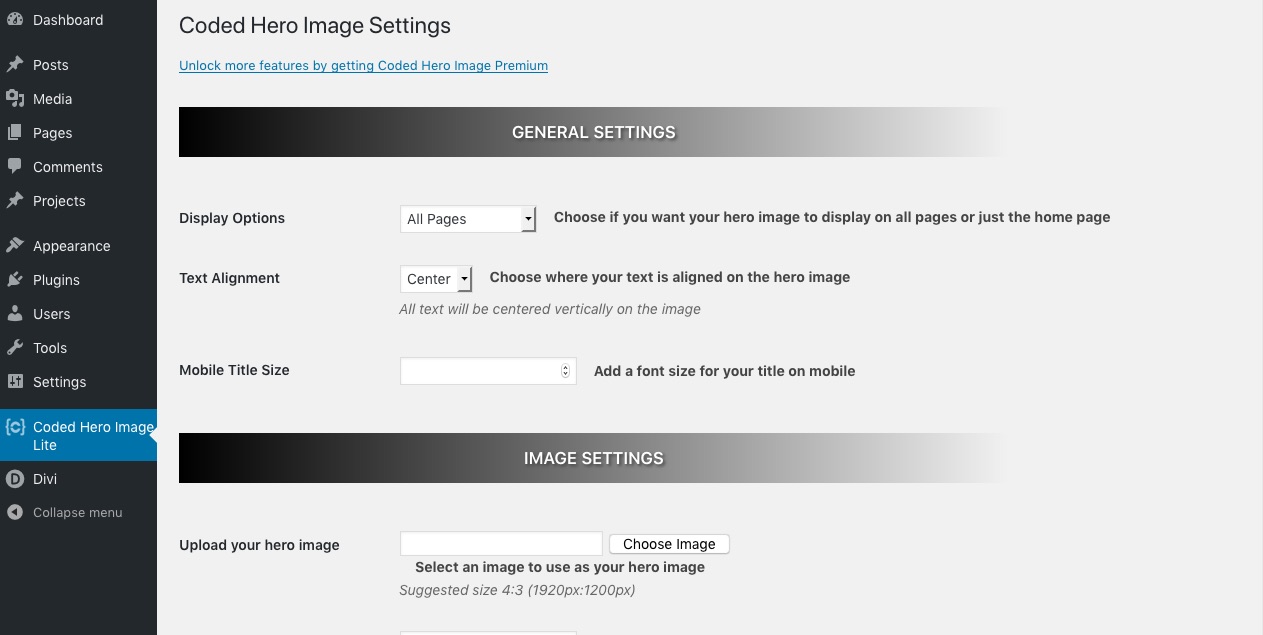 Dashboard
Posts
Media
Pages
Comments
Projects
Appearance
Plugins
Users
Tools
Settings
Coded Hero Image
Lite
Divi
Collapse menu
Coded Hero Image Settings
Unlock more features by getting Coded Hero Image Premium
GENERAL SETTINGS
Display Options All Pages Choose if you want your hero image to display on all pages or just the home page
Text Alignment Center Choose where your text is aligned on the hero image
All text will be centered vertically on the image
Mobile Title Size Add a font size for your title on mobile
IMAGE SETTINGS
Upload your hero image Choose Image
Select an image to use as your hero image
Suggested size 4:3 (1920px:1200px)